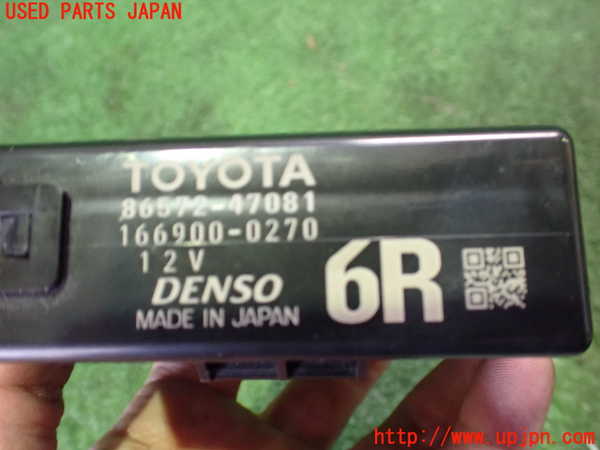 USED PARTS JAPAN
TOYOTA
86572-47081
166900-0270
12V
DENSO
MADE IN JAPAN
6R
http://www.upjpn.com/